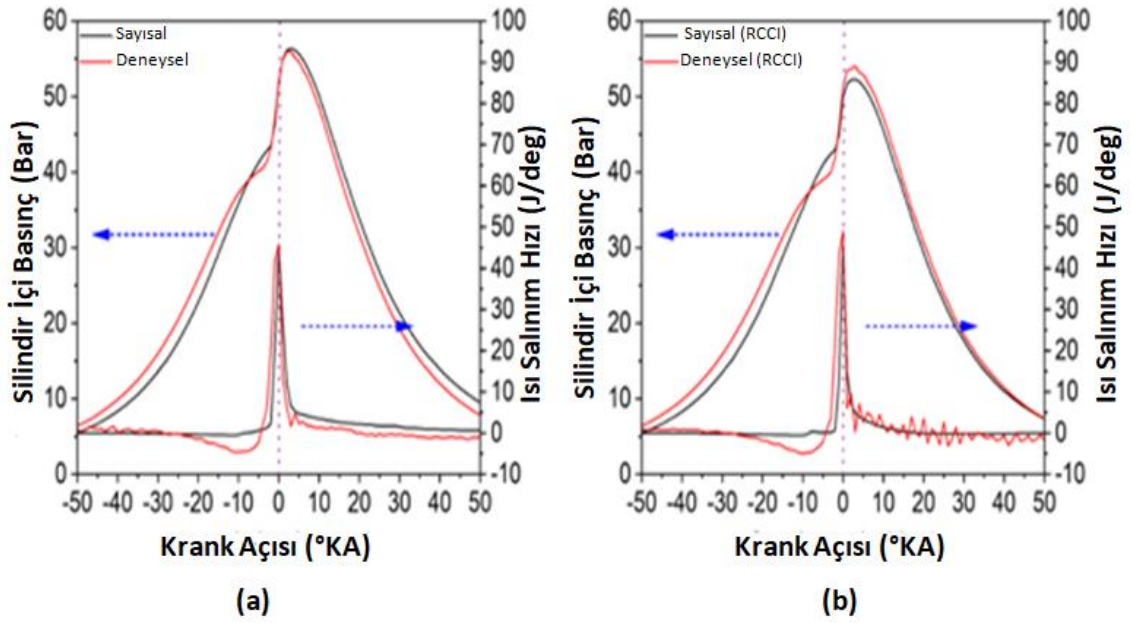 Sayısal
Deneysel
60
50
40
30
20
10
0
100
90
80
70
60
50
40
30
20
10
0
-10
-50 -40 -30 -20 -10 0 10 20 30 40 50
Silindir İçi Basınç (Bar)
Isı Salınım Hızı (J/deg)
Krank Açısı (°KA)
(a)
Sayısal (RCCI)
Deneysel (RCCI)
60
50
40
30
20
10
0
100
90
80
70
60
50
40
30
20
10
0
-10
-50 -40 -30 -20 -10 0 10 20 30 40 50
Silindir İçi Basınç (Bar)
Isı Salınım Hızı (J/deg)
Krank Açısı (°KA)
(b)